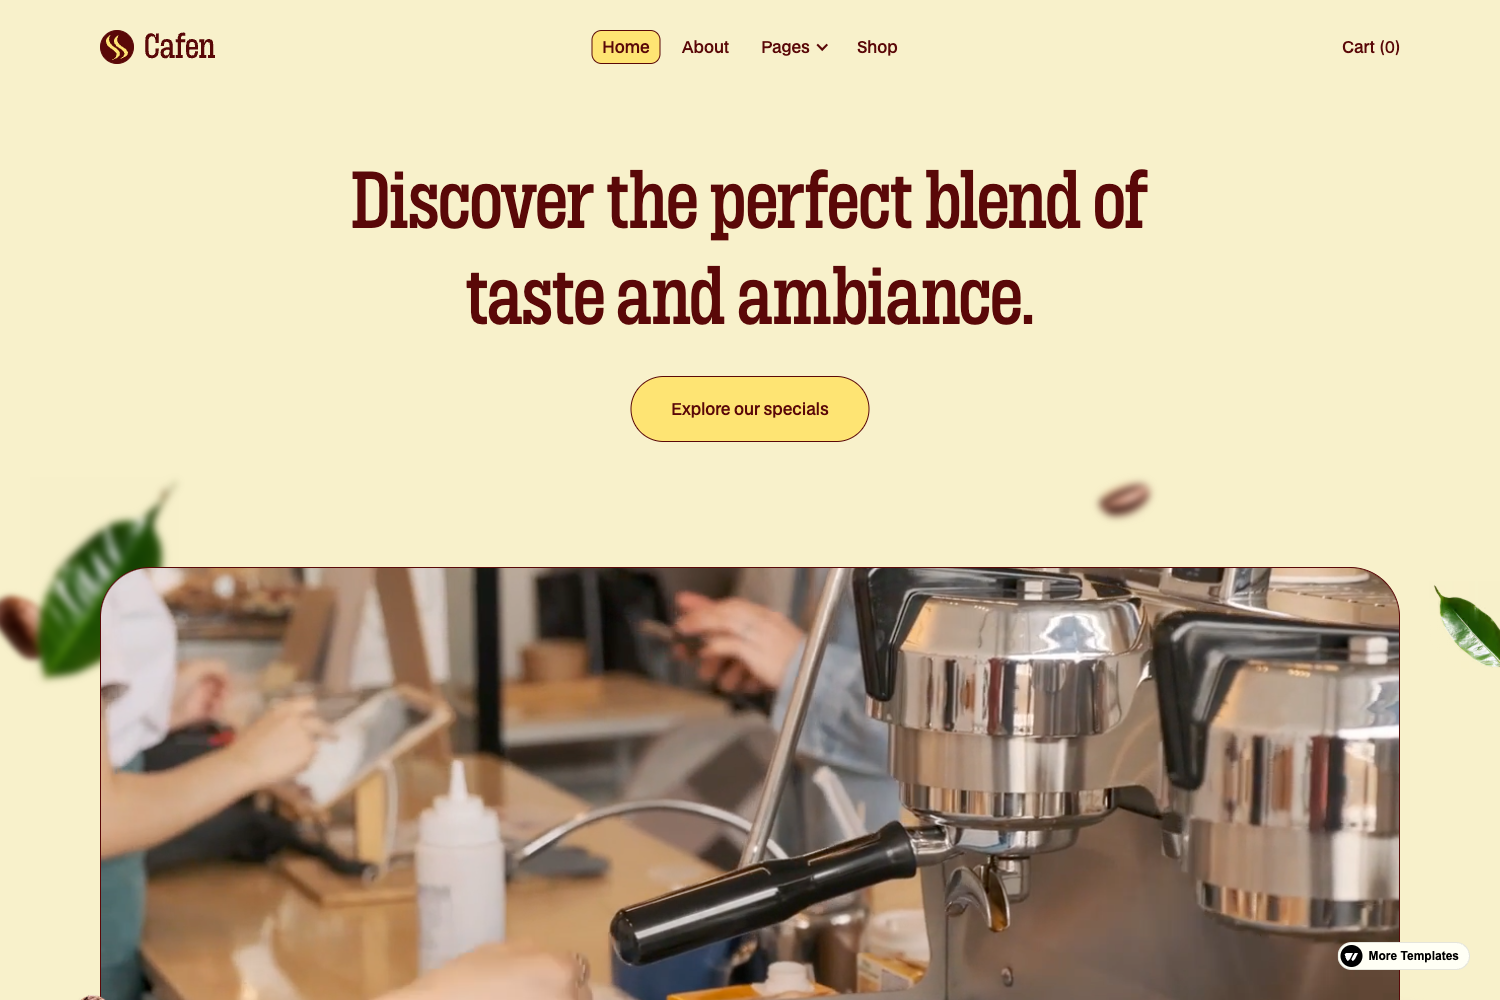 Cafen
Home
About
Pages
Shop
Cart (0)
Discover the perfect blend of
taste and ambiance.
Explore our specials
More Templates